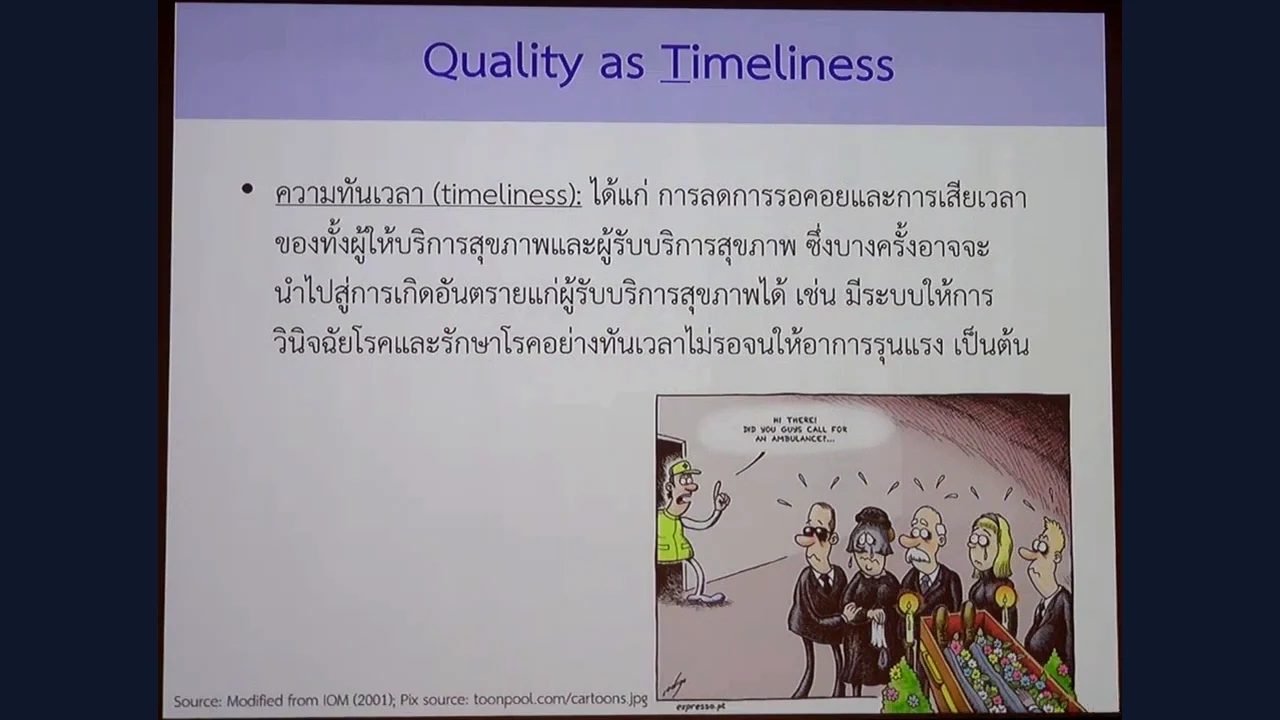 Quality as Timeliness
• ความทันเวลา (timeliness): ได้แก่ การลดการรอคอยและการเสียเวลา
ของทั้งผู้ให้บริการสุขภาพและผู้รับบริการสุขภาพ ซึ่งบางครั้งอาจจะ
นำไปสู่การเกิดอันตรายแก่ผู้รับบริการสุขภาพได้ เช่น มีระบบให้การ
วินิจฉัยโรคและรักษาโรคอย่างทันเวลาไม่รอจนให้อาการรุนแรง เป็นต้น
HI THERE!
DID YOU GUYS CALL FOR
AN AMBULANCE?...
Source: Modified from IOM (2001); Pix source: toonpool.com/cartoons.jpg
expresso.pt